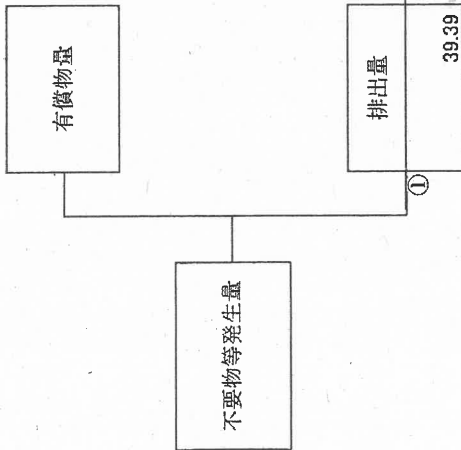 有償物量
不要物等発生量
排出量
①
39.39